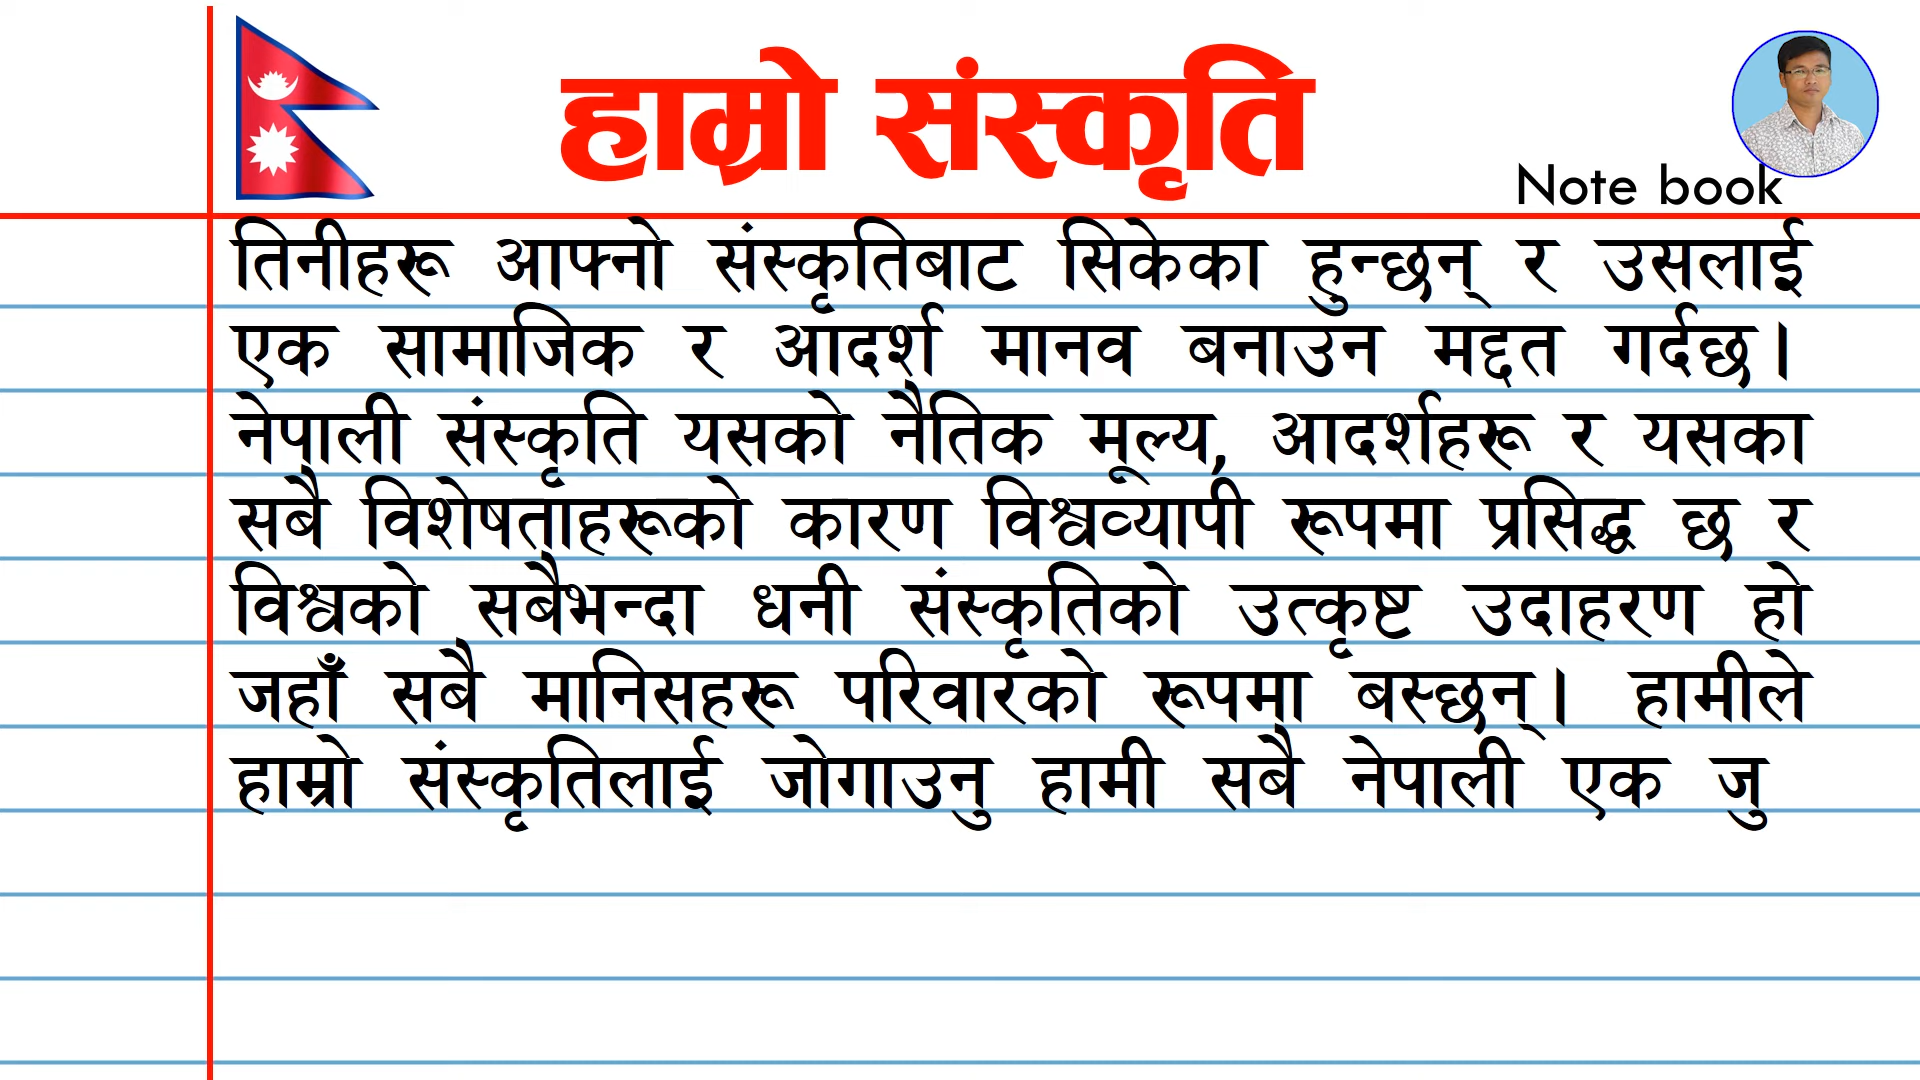 हाम्रो संस्कृति
Note book
तिनीहरू आफ्नो संस्कृतिबाट सिकेका हुन्छन् र उसलाई
एक सामाजिक र आदर्श मानव बनाउन मद्दत गर्दछ।
नेपाली संस्कृति यसको नैतिक मूल्य, आदर्शहरू र यसका
सबै विशेषताहरूको कारण विश्वव्यापी रूपमा प्रसिद्ध छ र
विश्वको सबैभन्दा धनी संस्कृतिको उत्कृष्ट उदाहरण हो
जहाँ सबै मानिसहरू परिवारको रूपमा बस्छन्। हामीले
हाम्रो संस्कृतिलाई जोगाउनु हामी सबै नेपाली एक जु